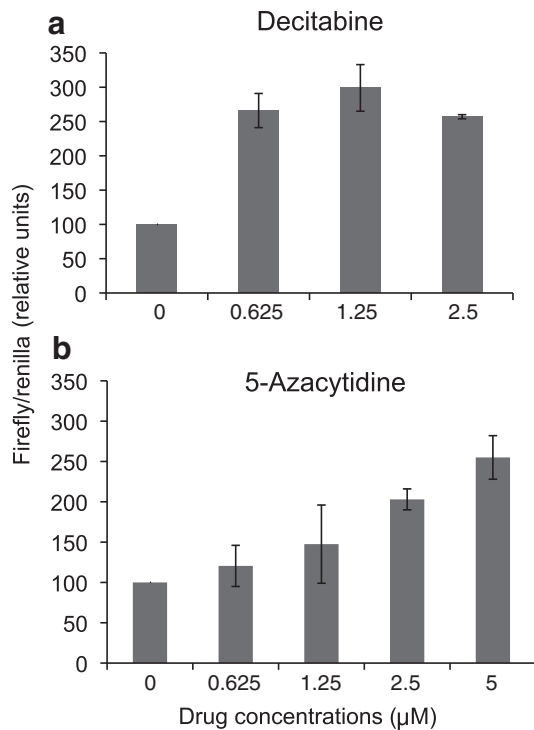 a
Decitabine
350
300
250
200
150
100
50
0
0 0.625 1.25 2.5
Firefly/renilla (relative units)
b
5-Azacytidine
350
300
250
200
150
100
50
0
0 0.625 1.25 2.5 5
Drug concentrations (µM)